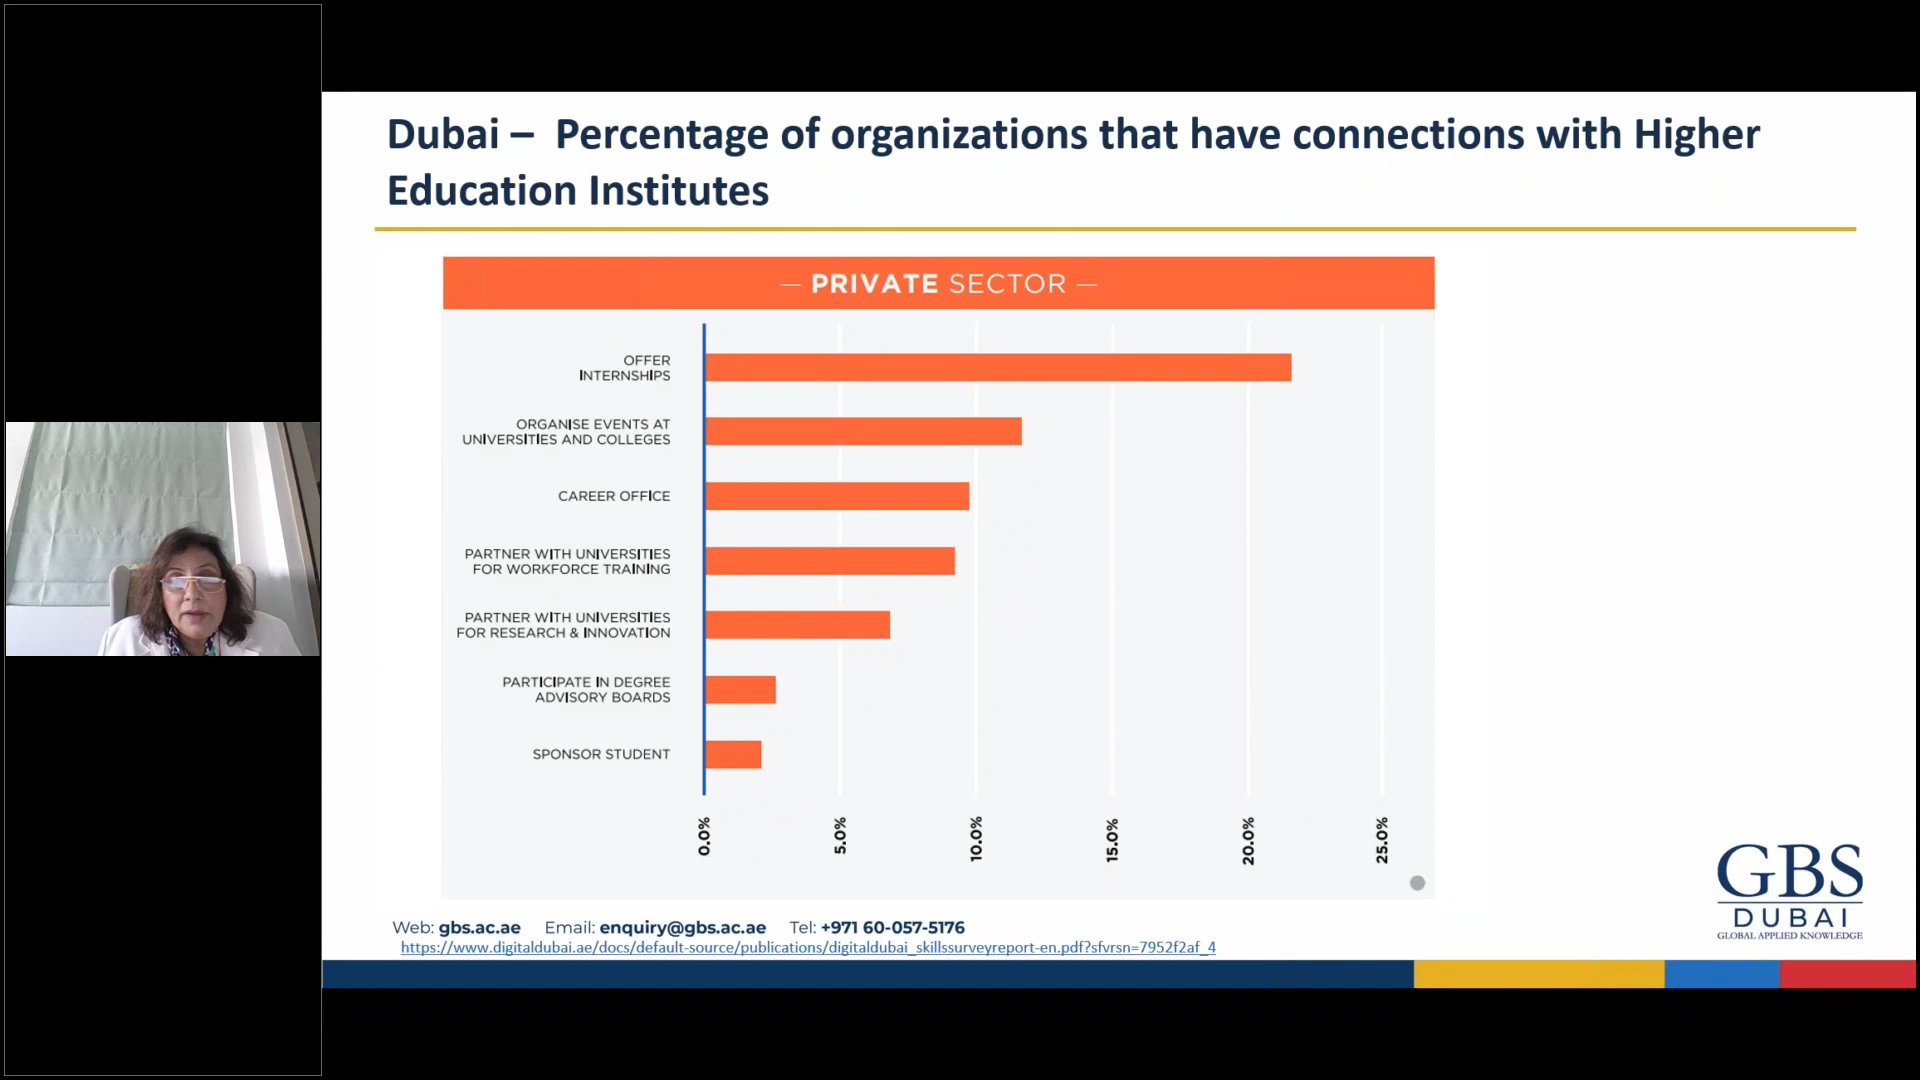 Dubai –  Percentage of organizations that have connections with Higher
Education Institutes
— PRIVATE SECTOR —
OFFER
INTERNSHIPS
ORGANISE EVENTS AT
UNIVERSITIES AND COLLEGES
CAREER OFFICE
PARTNER WITH UNIVERSITIES
FOR WORKFORCE TRAINING
PARTNER WITH UNIVERSITIES
FOR RESEARCH & INNOVATION
PARTICIPATE IN DEGREE
ADVISORY BOARDS
SPONSOR STUDENT
0.0%
5.0%
10.0%
15.0%
20.0%
25.0%
Web: gbs.ac.ae Email: enquiry@gbs.ac.ae Tel: +971 60-057-5176
https://www.digitaldubai.ae/docs/default-source/publications/digitaldubai_skillssurveyreport-en.pdf?sfvrsn=7952f2af_4
GBS
DUBAI
GLOBAL APPLIED KNOWLEDGE